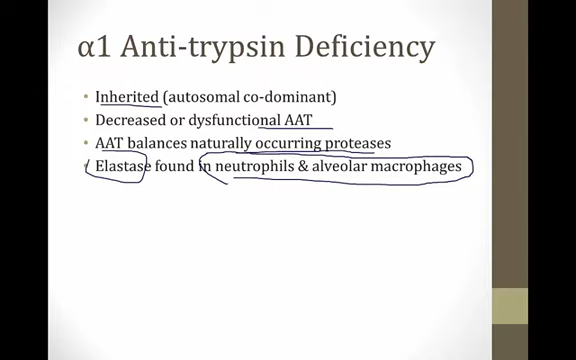 α1 Anti-trypsin Deficiency
• Inherited (autosomal co-dominant)
• Decreased or dysfunctional AAT
• AAT balances naturally occurring proteases
• Elastase found in neutrophils & alveolar macrophages